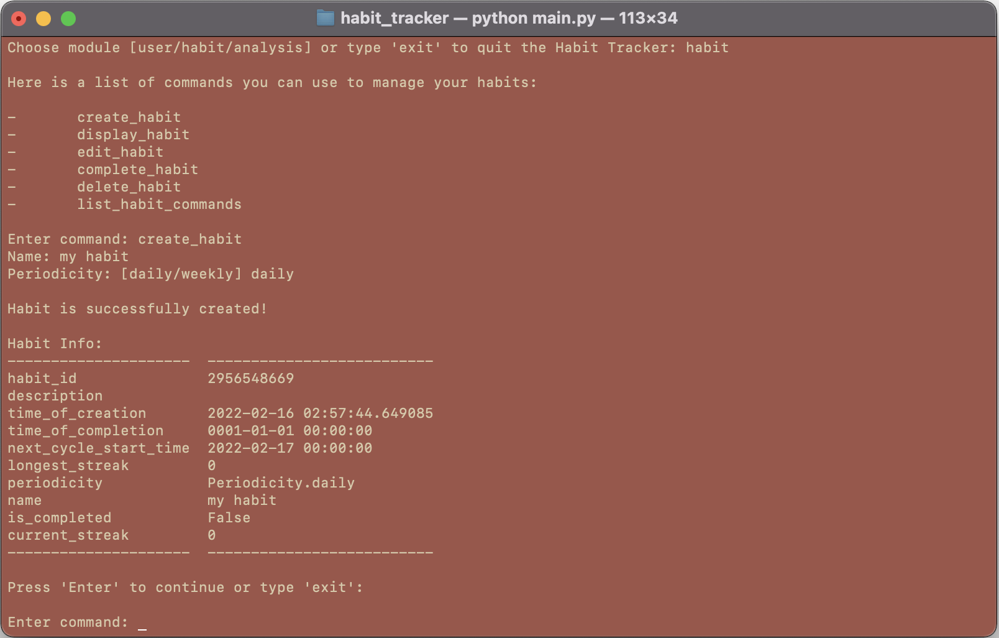 habit_tracker — python main.py — 113×34
Choose module [user/habit/analysis] or type 'exit' to quit the Habit Tracker: habit
Here is a list of commands you can use to manage your habits:
-       create_habit
-       display_habit
-       edit_habit
-       complete_habit
-       delete_habit
-       list_habit_commands
Enter command: create_habit
Name: my habit
Periodicity: [daily/weekly] daily
Habit is successfully created!
Habit Info:
---------------------  --------------------------
habit_id               2956548669
description
time_of_creation       2022-02-16 02:57:44.649085
time_of_completion     0001-01-01 00:00:00
next_cycle_start_time  2022-02-17 00:00:00
longest_streak         0
periodicity            Periodicity.daily
name                   my habit
is_completed           False
current_streak         0
---------------------  --------------------------
Press 'Enter' to continue or type 'exit':
Enter command: _